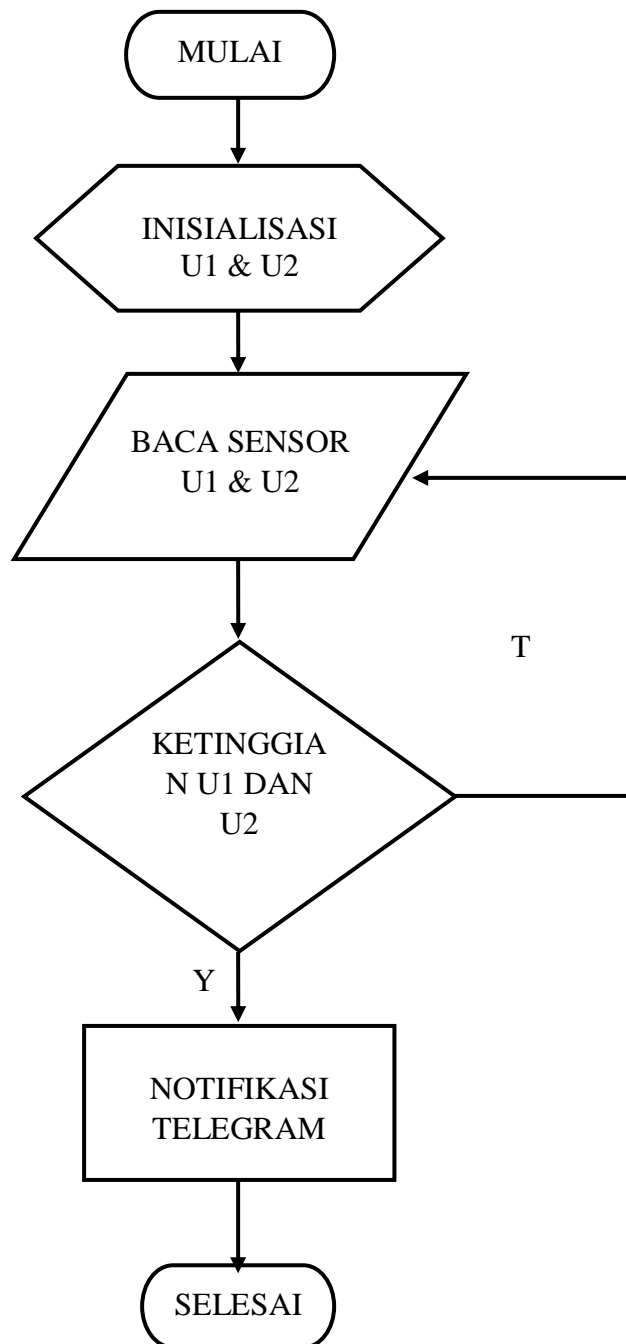 MULAI
INISIALISASI
U1 & U2
BACA SENSOR
U1 & U2
T
KETINGGIA
N U1 DAN
U2
Y
NOTIFIKASI
TELEGRAM
SELESAI